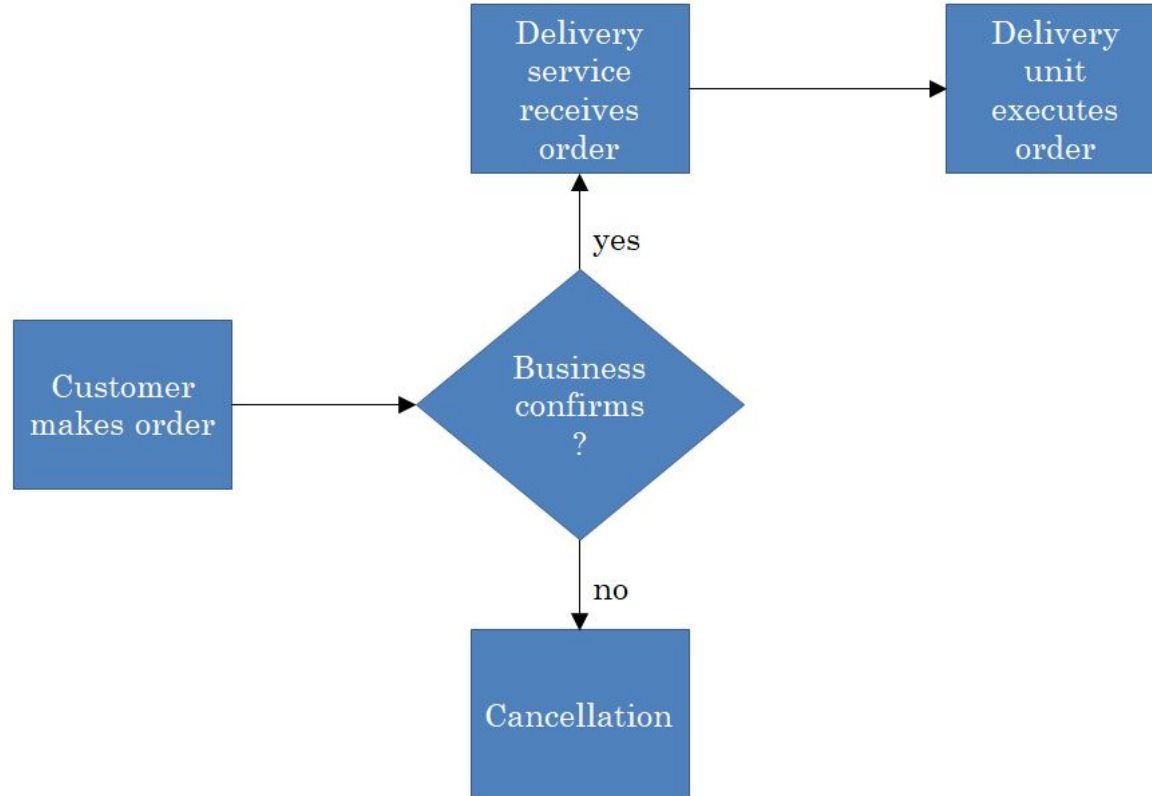 Delivery
service
receives
order
Delivery
unit
executes
order
yes
Customer
makes order
Business
confirms
?
no
Cancellation